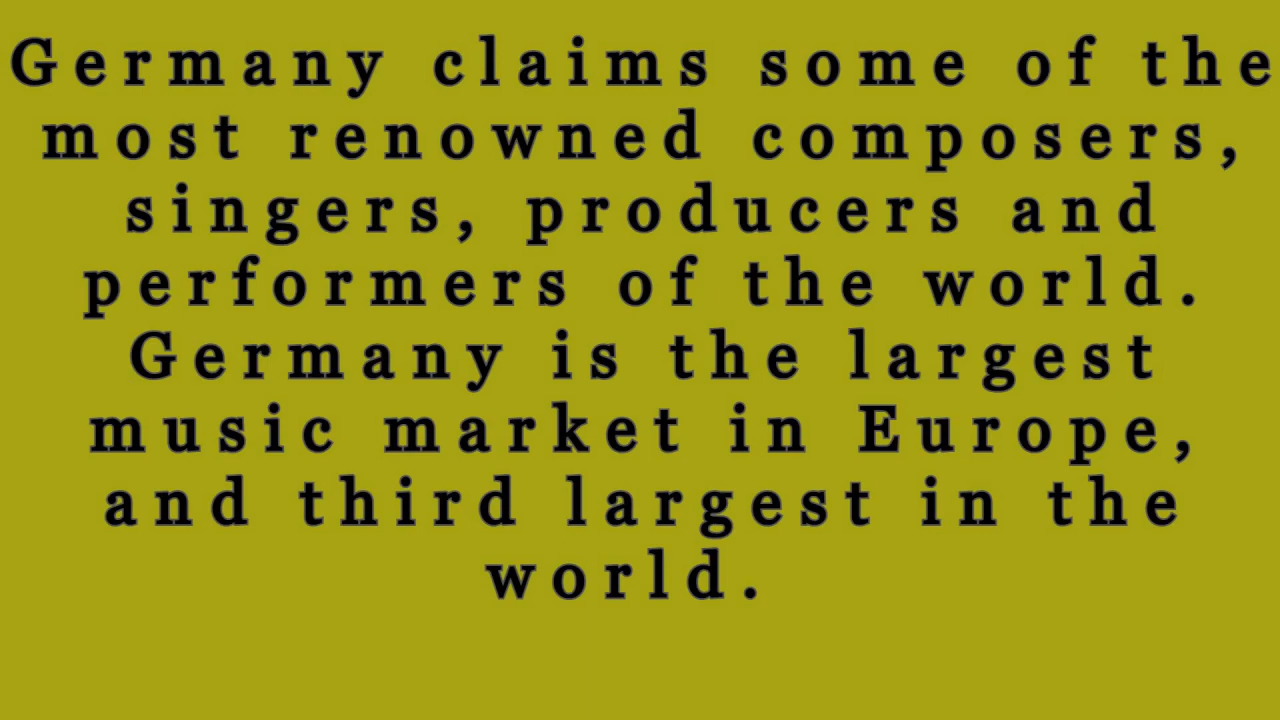 Germany claims some of the
most renowned composers,
singers, producers and
performers of the world.
Germany is the largest
music market in Europe,
and third largest in the
world.